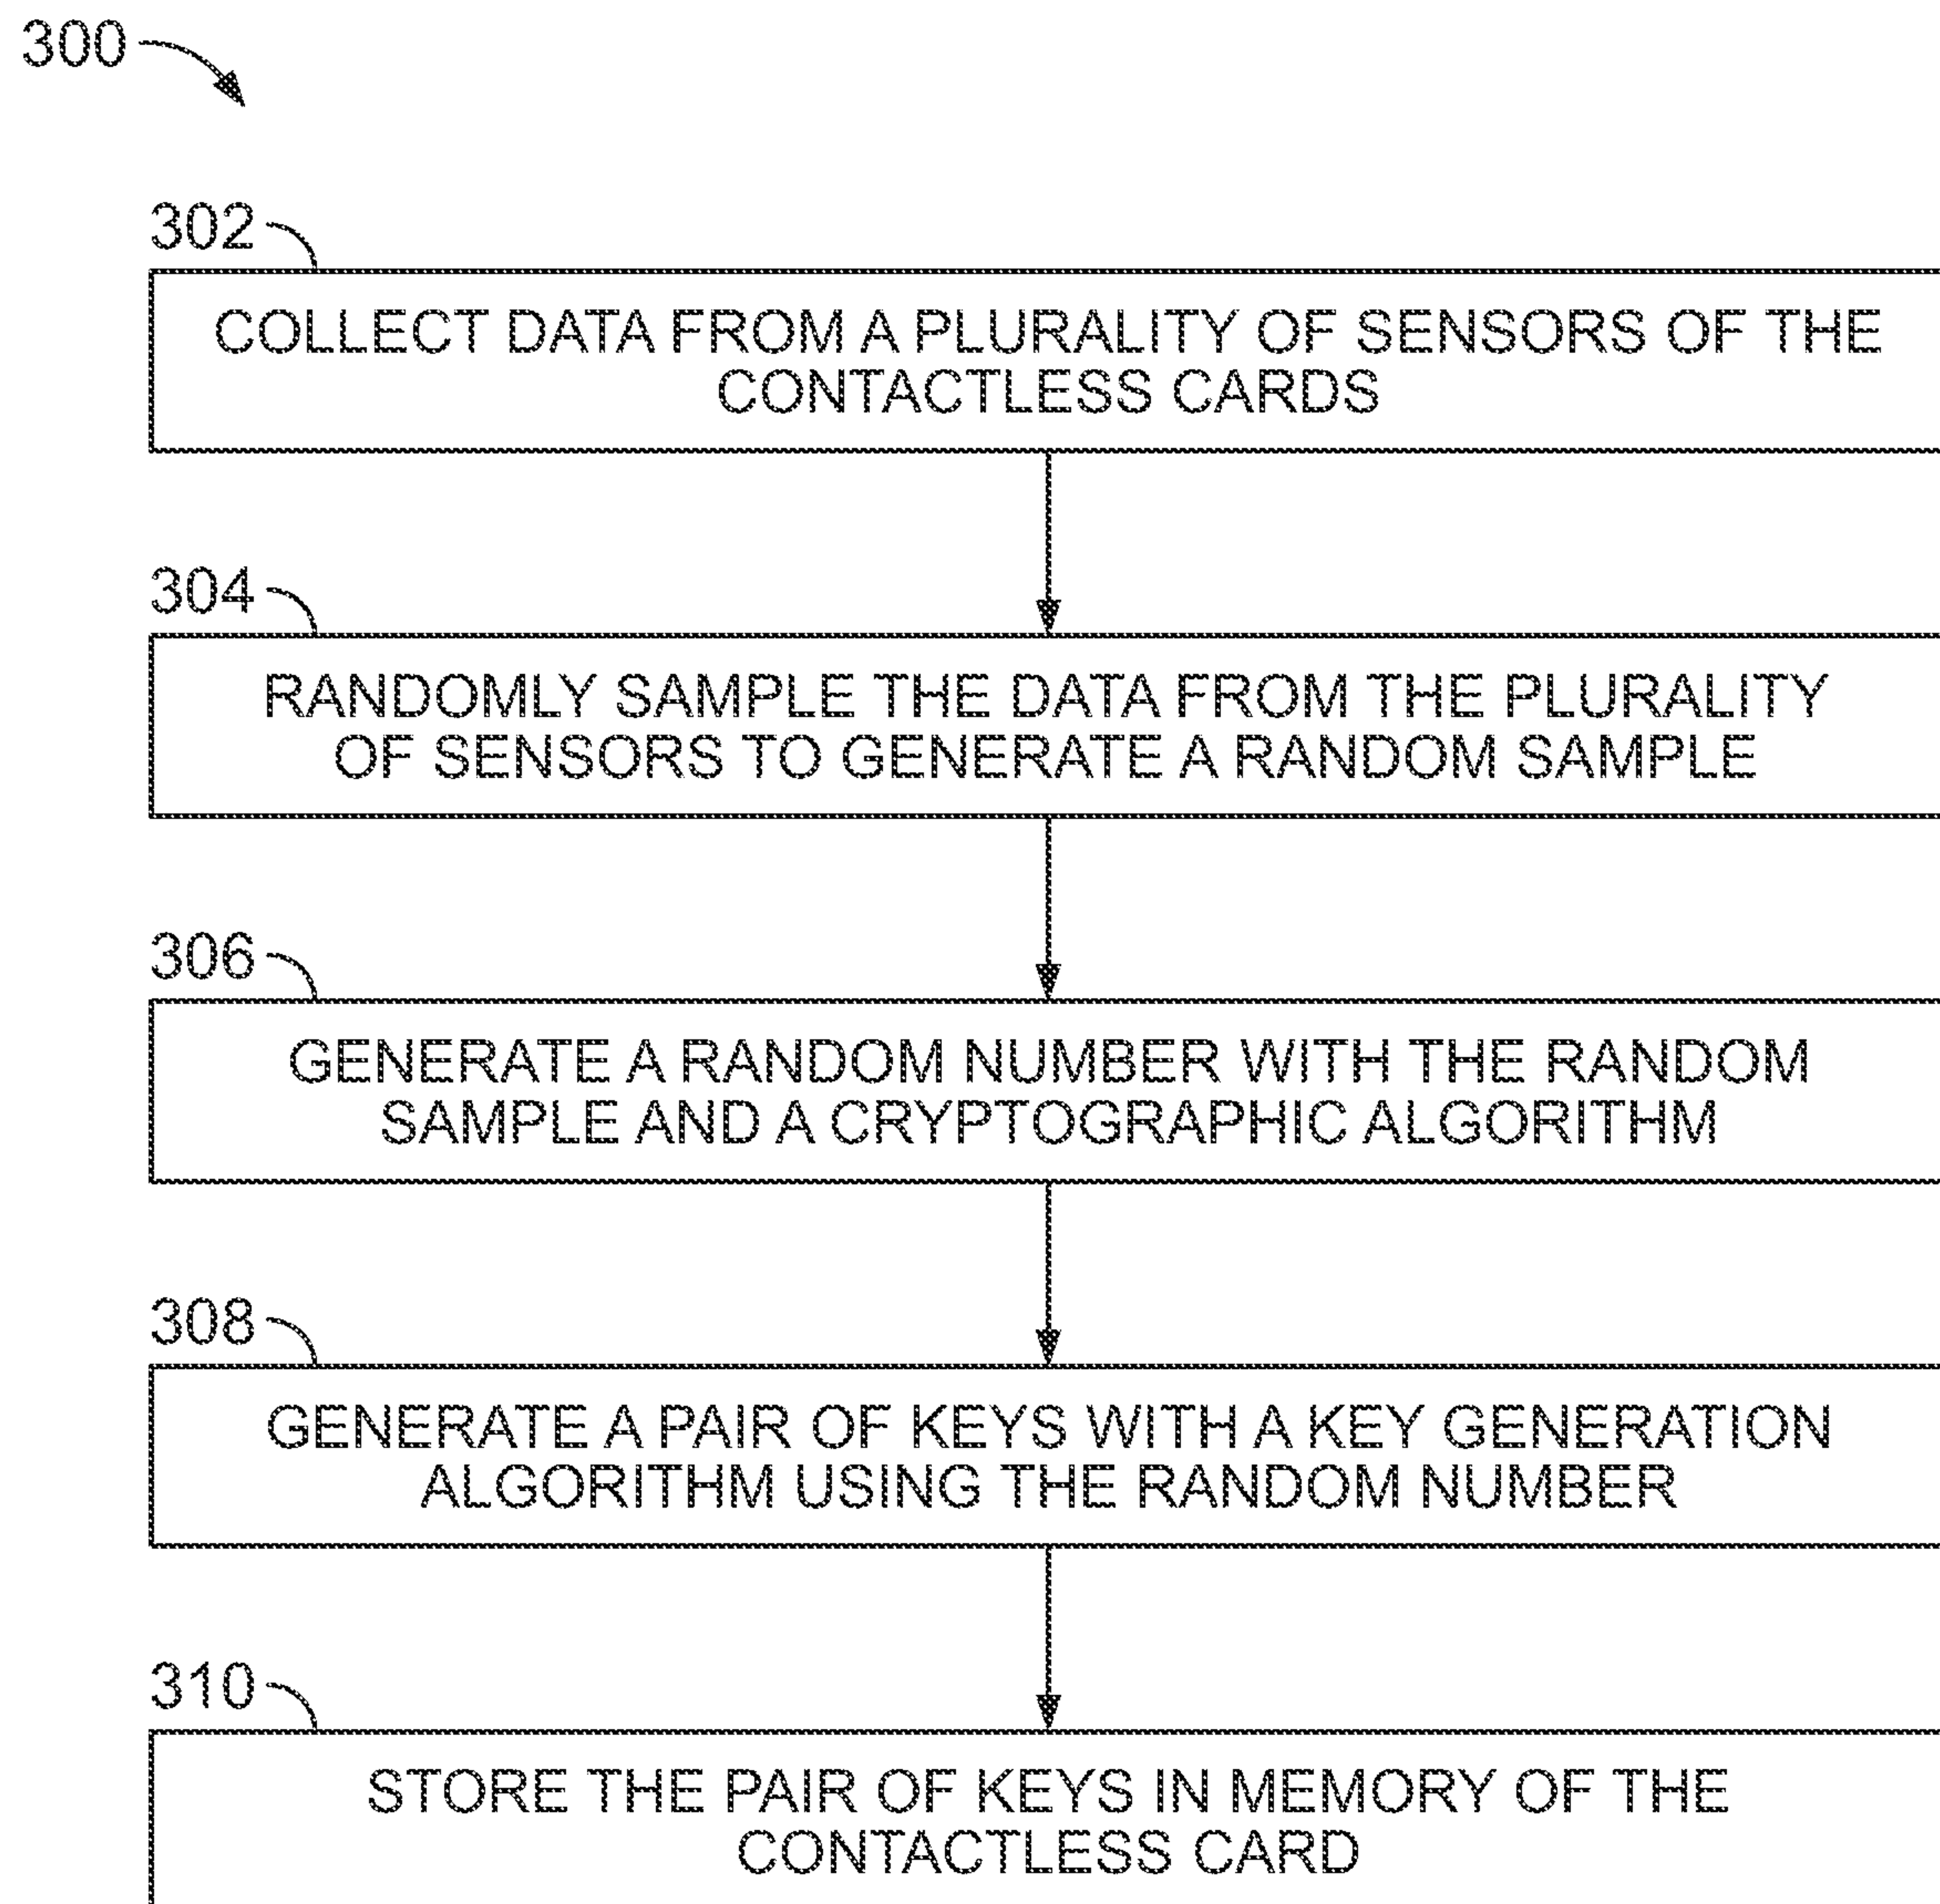 300
302
COLLECT DATA FROM A PLURALITY OF SENSORS OF THE
CONTACTLESS CARDS
304
RANDOMLY SAMPLE THE DATA FROM THE PLURALITY
OF SENSORS TO GENERATE A RANDOM SAMPLE
306
GENERATE A RANDOM NUMBER WITH THE RANDOM
SAMPLE AND A CRYPTOGRAPHIC ALGORITHM
308
GENERATE A PAIR OF KEYS WITH A KEY GENERATION
ALGORITHM USING THE RANDOM NUMBER
310
STORE THE PAIR OF KEYS IN MEMORY OF THE
CONTACTLESS CARD